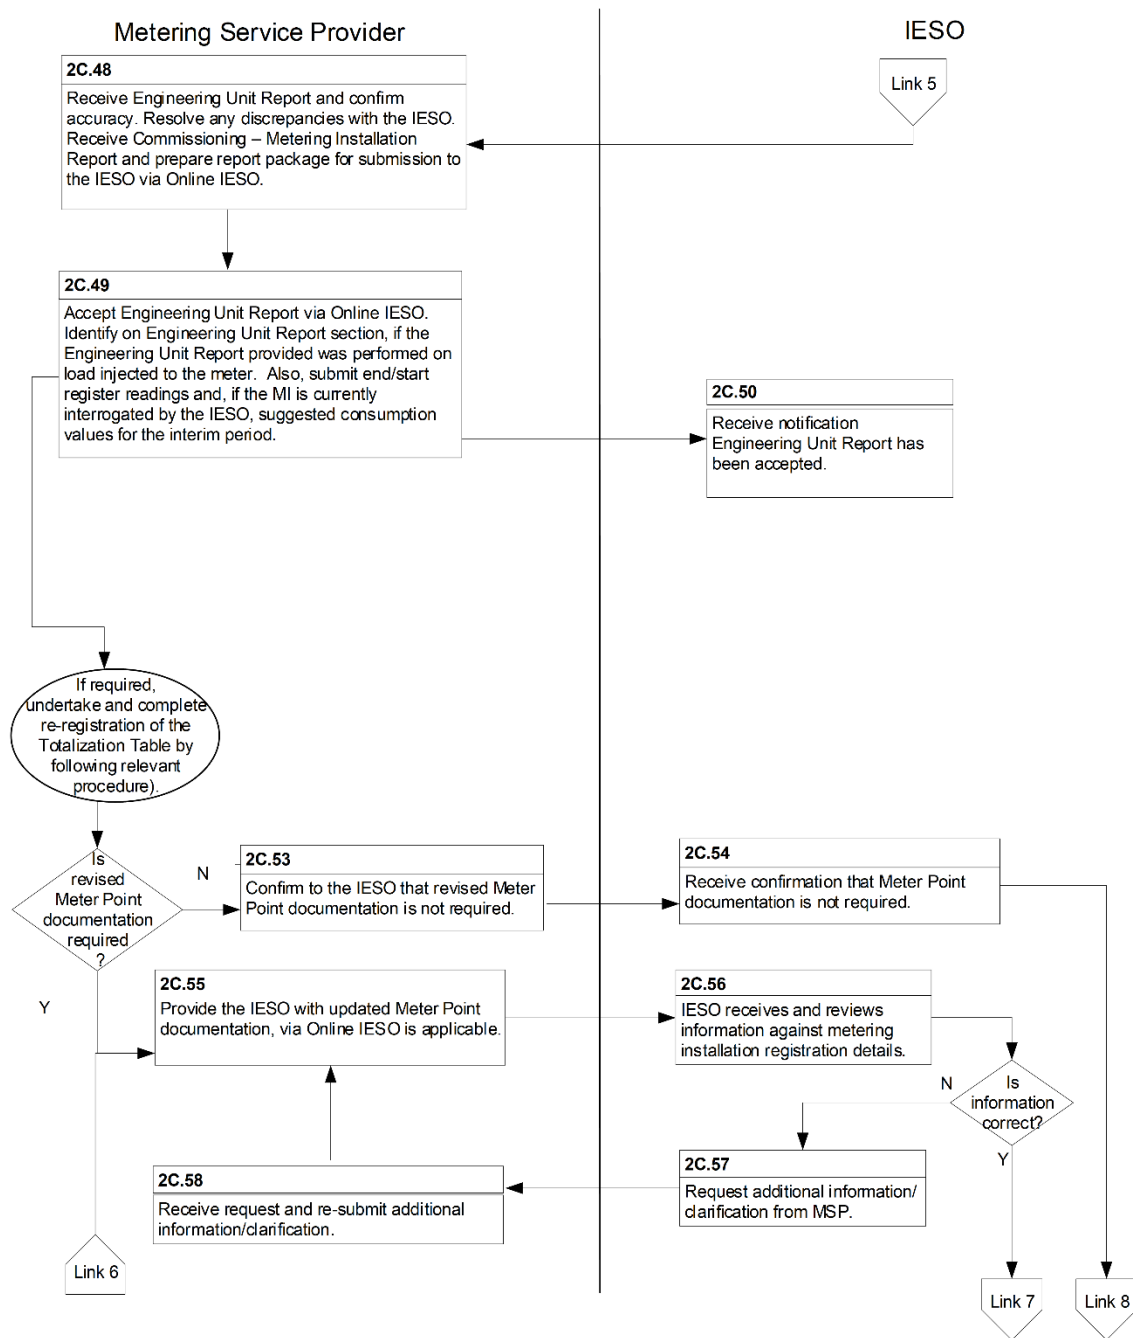 Metering Service Provider
IESO
2C.48
Receive Engineering Unit Report and confirm
accuracy. Resolve any discrepancies with the IESO.
Receive Commissioning – Metering Installation
Report and prepare report package for submission to
the IESO via Online IESO.
Link 5
2C.49
Accept Engineering Unit Report via Online IESO.
Identify on Engineering Unit Report section, if the
Engineering Unit Report provided was performed on
load injected to the meter. Also, submit end/start
register readings and, if the MI is currently
interrogated by the IESO, suggested consumption
values for the interim period.
2C.50
Receive notification
Engineering Unit Report has
been accepted.
If required,
undertake and complete
re-registration of the
Totalization Table by
following relevant
procedure).
Is
revised
Meter Point
documentation
required
?
N
Y
2C.53
Confirm to the IESO that revised Meter
Point documentation is not required.
2C.54
Receive confirmation that Meter Point
documentation is not required.
2C.55
Provide the IESO with updated Meter Point
documentation, via Online IESO is applicable.
2C.56
IESO receives and reviews
information against metering
installation registration details.
Is
information
correct?
N
Y
2C.57
Request additional information/
clarification from MSP.
2C.58
Receive request and re-submit additional
information/clarification.
Link 6
Link 7
Link 8